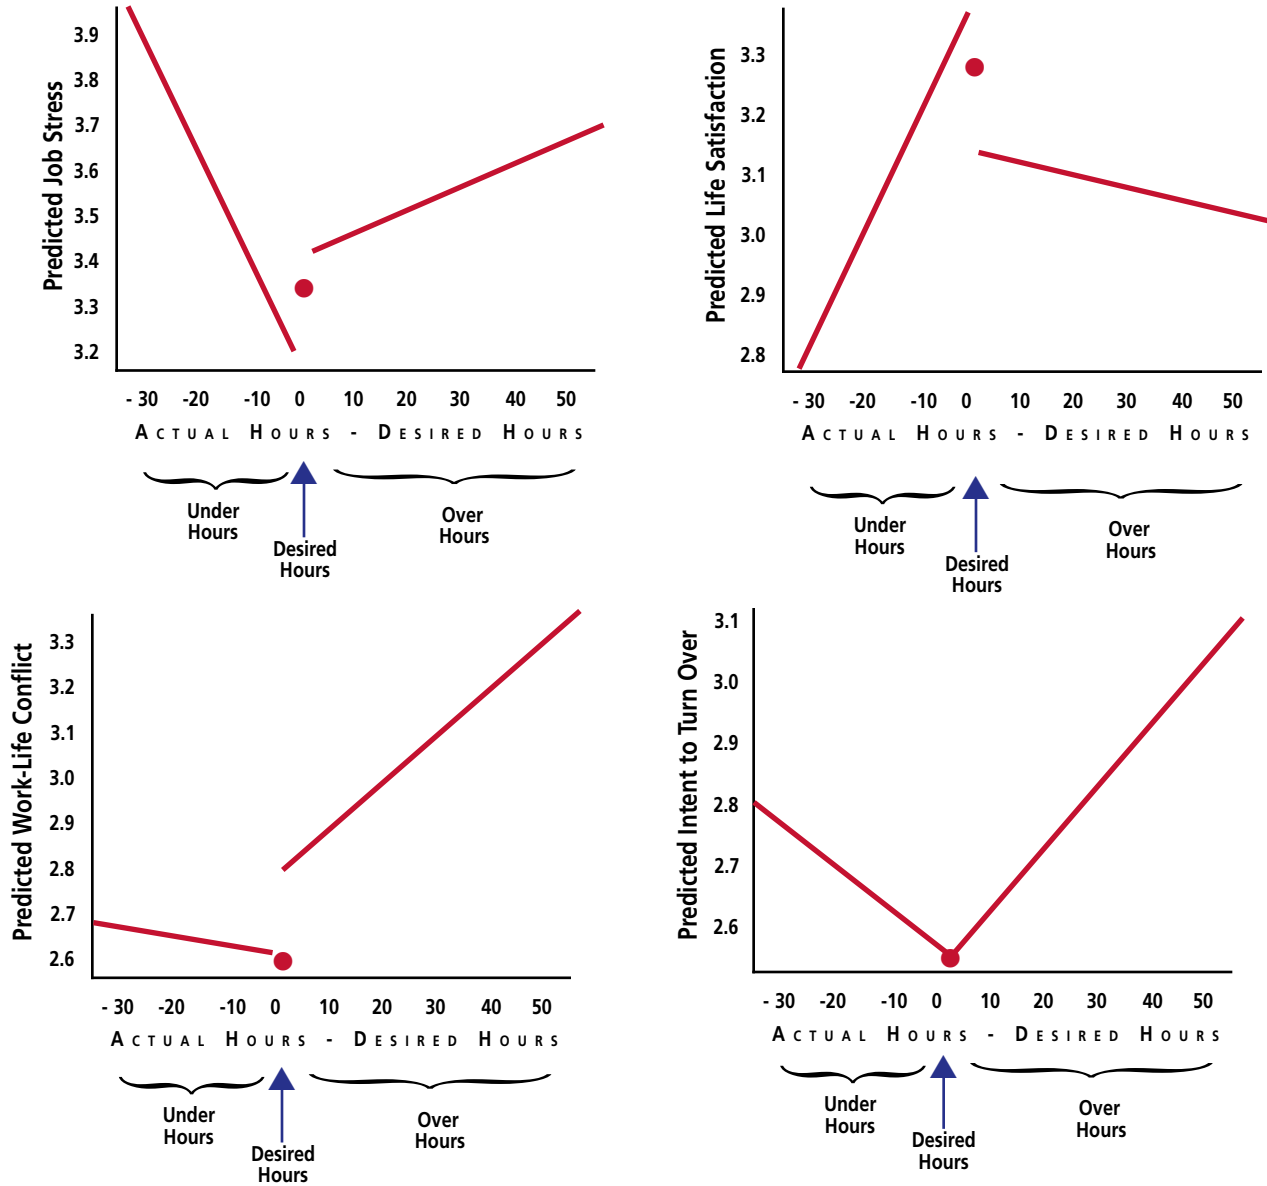 Predicted Job Stress
3.9
3.8
3.7
3.6
3.5
3.4
3.3
3.2
- 30 -20 -10 0 10 20 30 40 50
ACTUAL HOURS - DESIRED HOURS
Under
Hours
Desired
Hours
Over
Hours
Predicted Life Satisfaction
3.3
3.2
3.1
3.0
2.9
2.8
- 30 -20 -10 0 10 20 30 40 50
ACTUAL HOURS - DESIRED HOURS
Under
Hours
Desired
Hours
Over
Hours
Predicted Work-Life Conflict
3.3
3.2
3.1
3.0
2.9
2.8
2.7
2.6
- 30 -20 -10 0 10 20 30 40 50
ACTUAL HOURS - DESIRED HOURS
Under
Hours
Desired
Hours
Over
Hours
Predicted Intent to Turn Over
3.1
3.0
2.9
2.8
2.7
2.6
- 30 -20 -10 0 10 20 30 40 50
ACTUAL HOURS - DESIRED HOURS
Under
Hours
Desired
Hours
Over
Hours